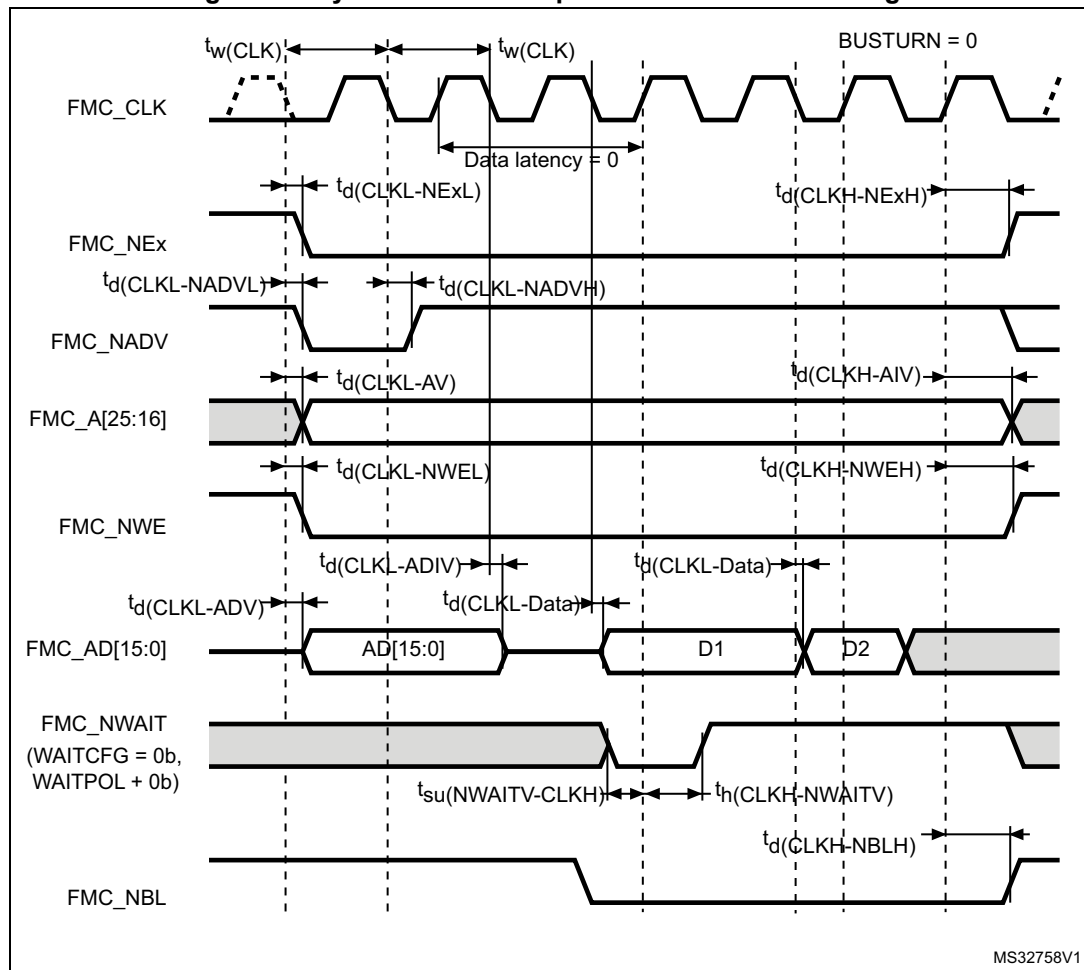 BUSTURN = 0
tw(CLK)
tw(CLK)
FMC_CLK
Data latency = 0
td(CLKL-NExL)
td(CLKH-NExH)
FMC_NEx
td(CLKL-NADVL)
td(CLKL-NADVH)
FMC_NADV
td(CLKL-AV)
td(CLKH-AIV)
FMC_A[25:16]
td(CLKL-NWEL)
td(CLKH-NWEH)
FMC_NWE
td(CLKL-ADIV)
td(CLKL-Data)
td(CLKL-ADV)
td(CLKL-Data)
FMC_AD[15:0]
AD[15:0]
D1
D2
FMC_NWAIT
(WAITCFG = 0b,
WAITPOL + 0b)
tsu(NWAITV-CLKH)
th(CLKH-NWAITV)
td(CLKH-NBLH)
FMC_NBL
MS32758V1